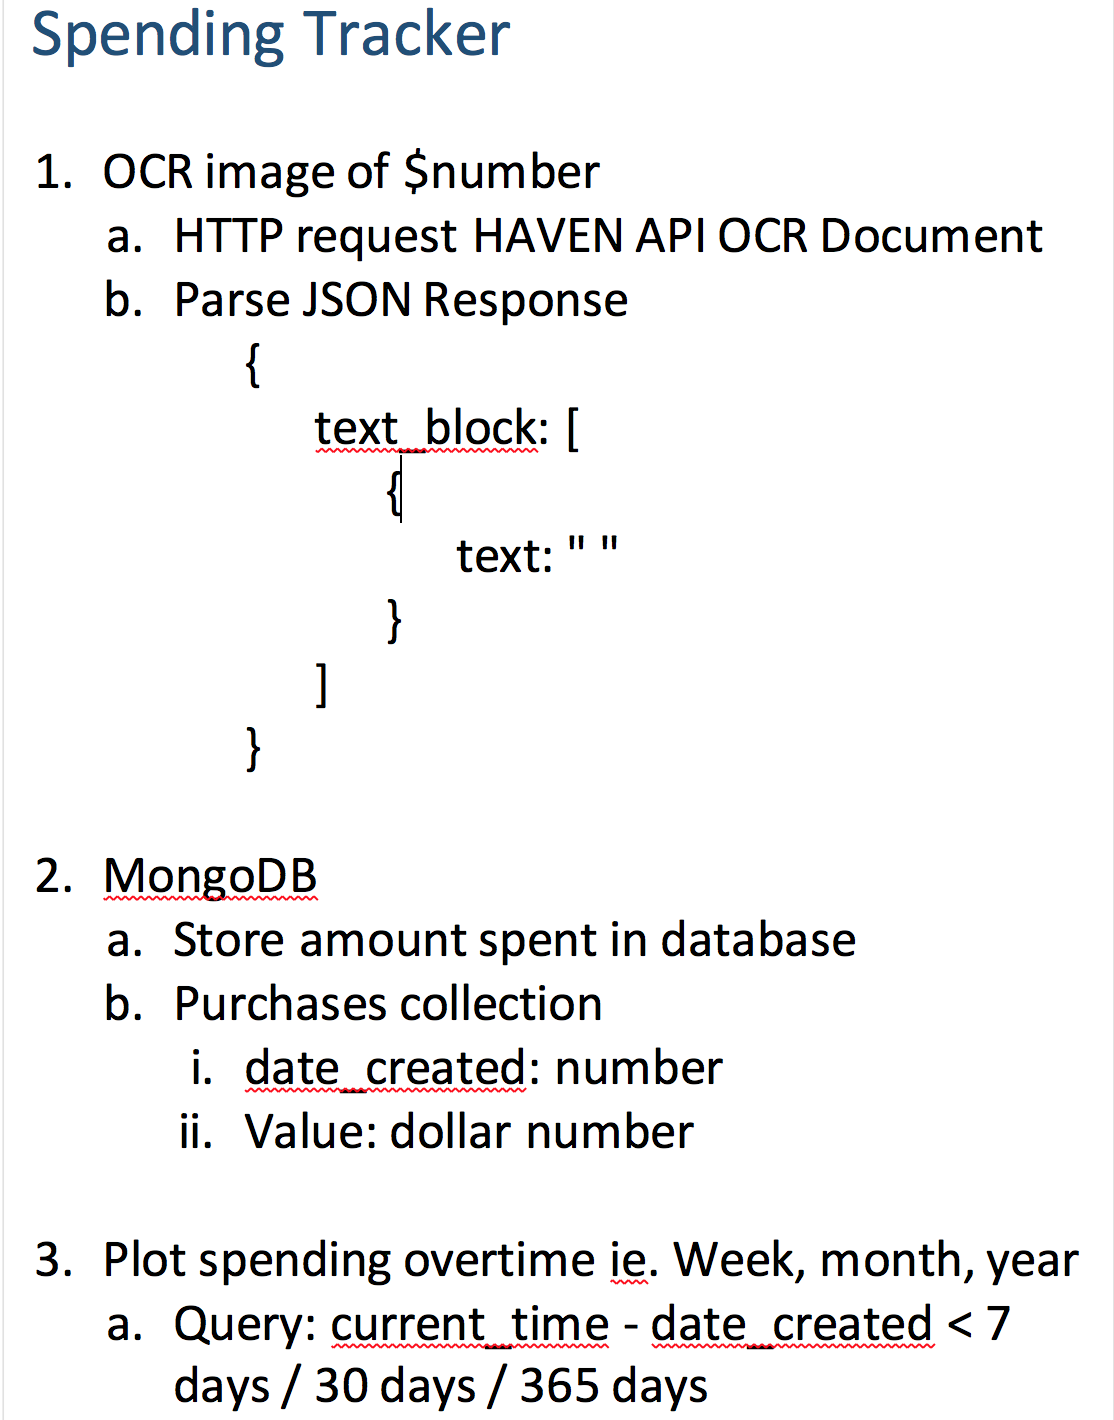 Spending Tracker
1. OCR image of $number
a. HTTP request HAVEN API OCR Document
b. Parse JSON Response
{
text_block: [
{
text: " "
}
]
}
2. MongoDB
a. Store amount spent in database
b. Purchases collection
i. date_created: number
ii. Value: dollar number
3. Plot spending overtime ie. Week, month, year
a. Query: current_time - date_created < 7
days / 30 days / 365 days